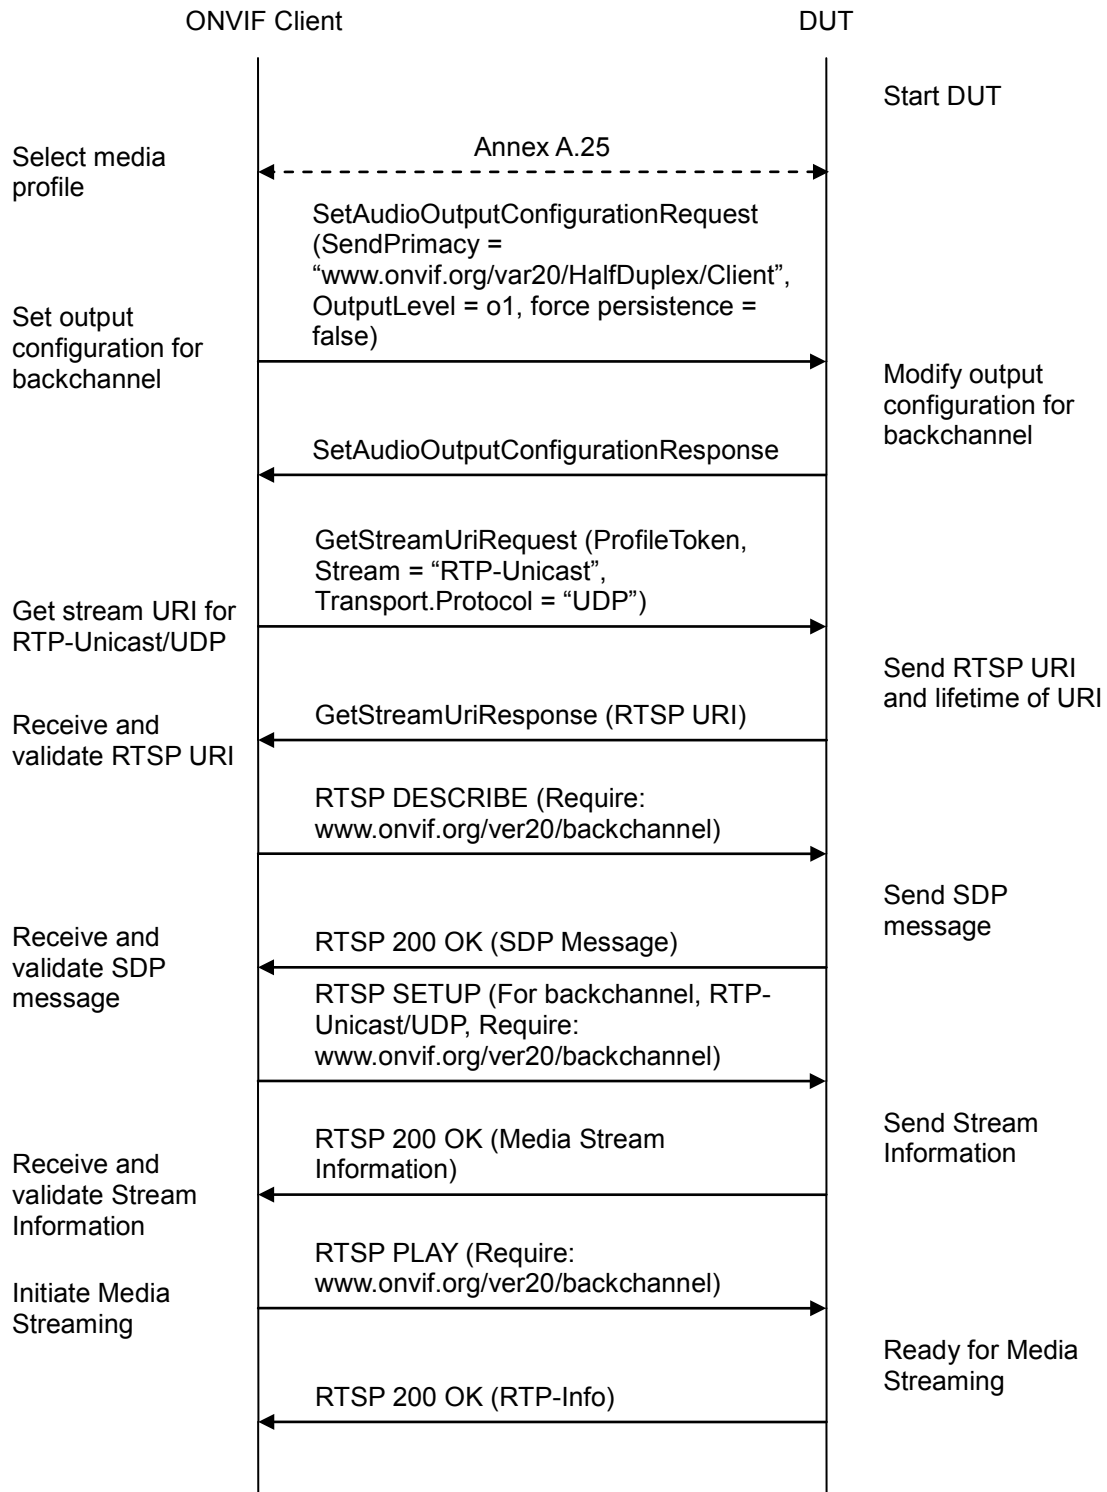 ONVIF Client
DUT
Start DUT
Annex A.25
Select media
profile
SetAudioOutputConfigurationRequest
(SendPrimacy =
“www.onvif.org/var20/HalfDuplex/Client”,
OutputLevel = o1, force persistence =
false)
Set output
configuration for
backchannel
Modify output
configuration for
backchannel
SetAudioOutputConfigurationResponse
GetStreamUriRequest (ProfileToken,
Stream = “RTP-Unicast”,
Transport.Protocol = “UDP”)
Get stream URI for
RTP-Unicast/UDP
Send RTSP URI
and lifetime of URI
GetStreamUriResponse (RTSP URI)
Receive and
validate RTSP URI
RTSP DESCRIBE (Require:
www.onvif.org/ver20/backchannel)
Send SDP
message
RTSP 200 OK (SDP Message)
Receive and
validate SDP
message
RTSP SETUP (For backchannel, RTP-
Unicast/UDP, Require:
www.onvif.org/ver20/backchannel)
Send Stream
Information
RTSP 200 OK (Media Stream
Information)
Receive and
validate Stream
Information
RTSP PLAY (Require:
www.onvif.org/ver20/backchannel)
Initiate Media
Streaming
Ready for Media
Streaming
RTSP 200 OK (RTP-Info)